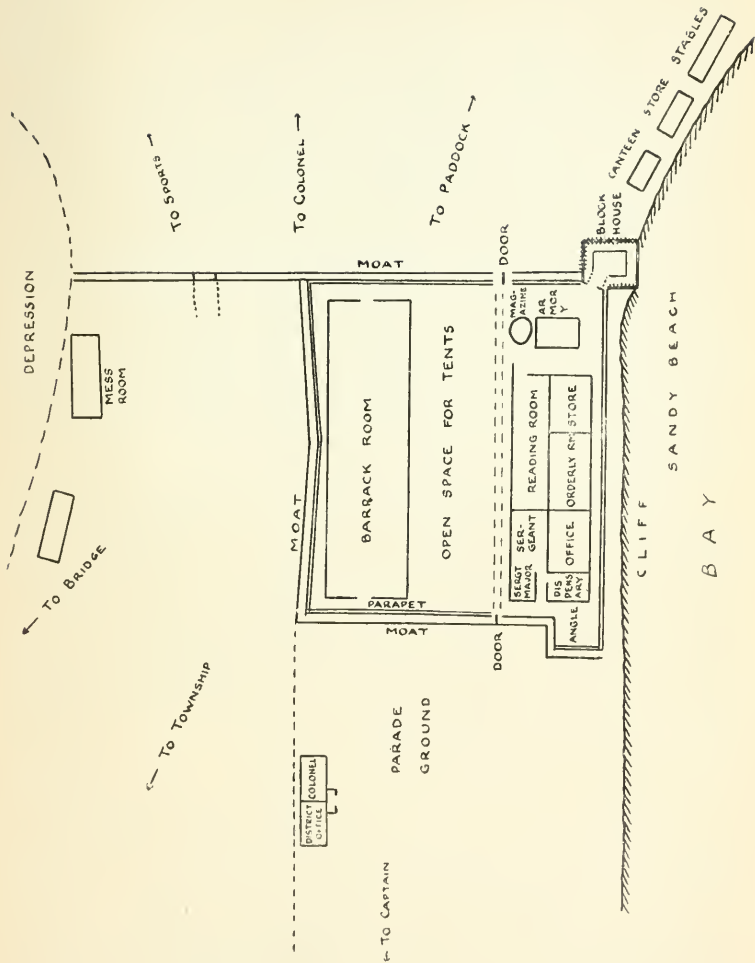 DEPRESSION
TO SPORTS →
TO COLONEL →
TO PADDOCK →
MESS
ROOM
← TO BRIDGE
MOAT
DOOR
BLOCK
HOUSE
CANTEEN
STORE
STABLES
MOAT
BARRACK ROOM
OPEN SPACE FOR TENTS
MAG-
AZINE
AR
MOR
Y
READING ROOM
STORE
ORDERLY RM
SERGT
MAJOR
SER-
GEANT
OFFICE
DIS
PENS
ARY
PARAPET
MOAT
DOOR
ANGLE
CLIFF
SANDY BEACH
BAY
← TO TOWNSHIP
PARADE
GROUND
DISTRICT
OFFICE
COLONEL
← TO CAPTAIN